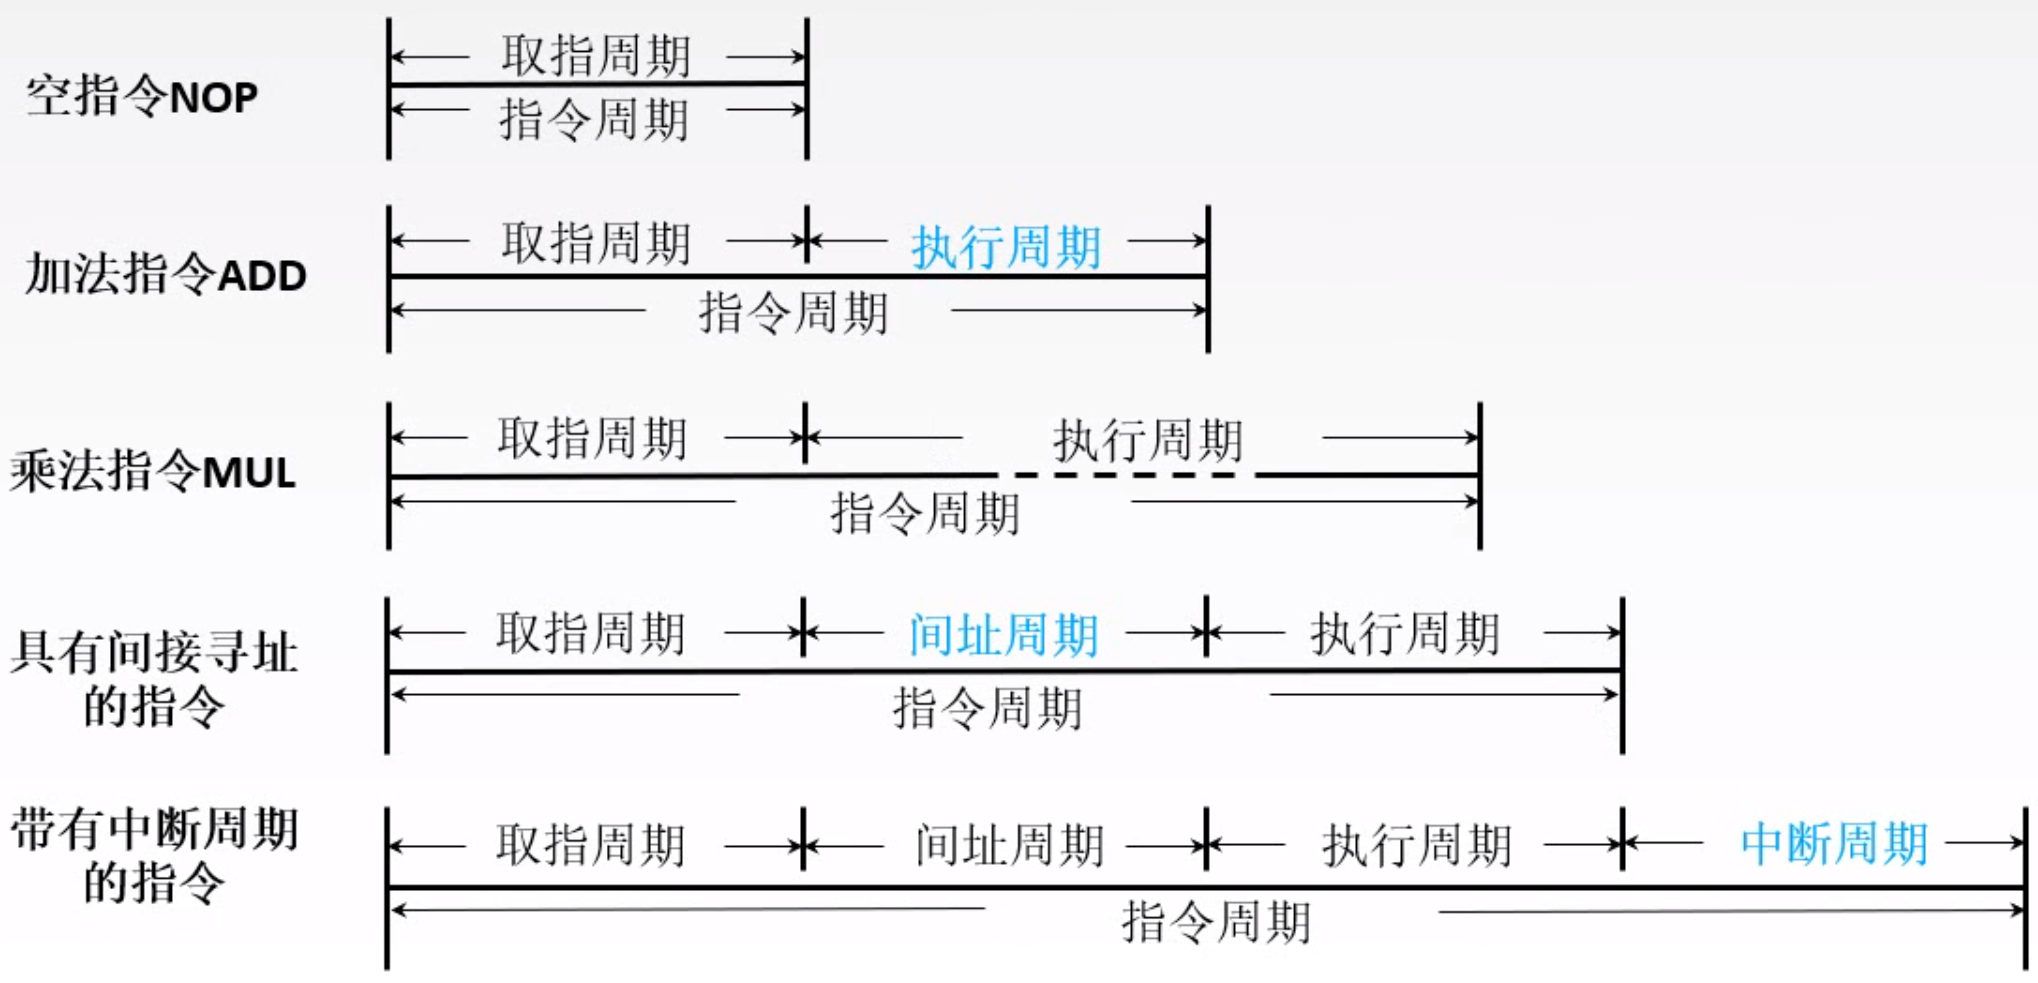 取指周期
空指令NOP
指令周期
取指周期 执行周期
加法指令ADD
指令周期
取指周期 执行周期
乘法指令MUL
指令周期
取指周期 间址周期 执行周期
具有间接寻址
的指令
指令周期
带有中断周期
取指周期 间址周期 执行周期 中断周期
的指令
指令周期